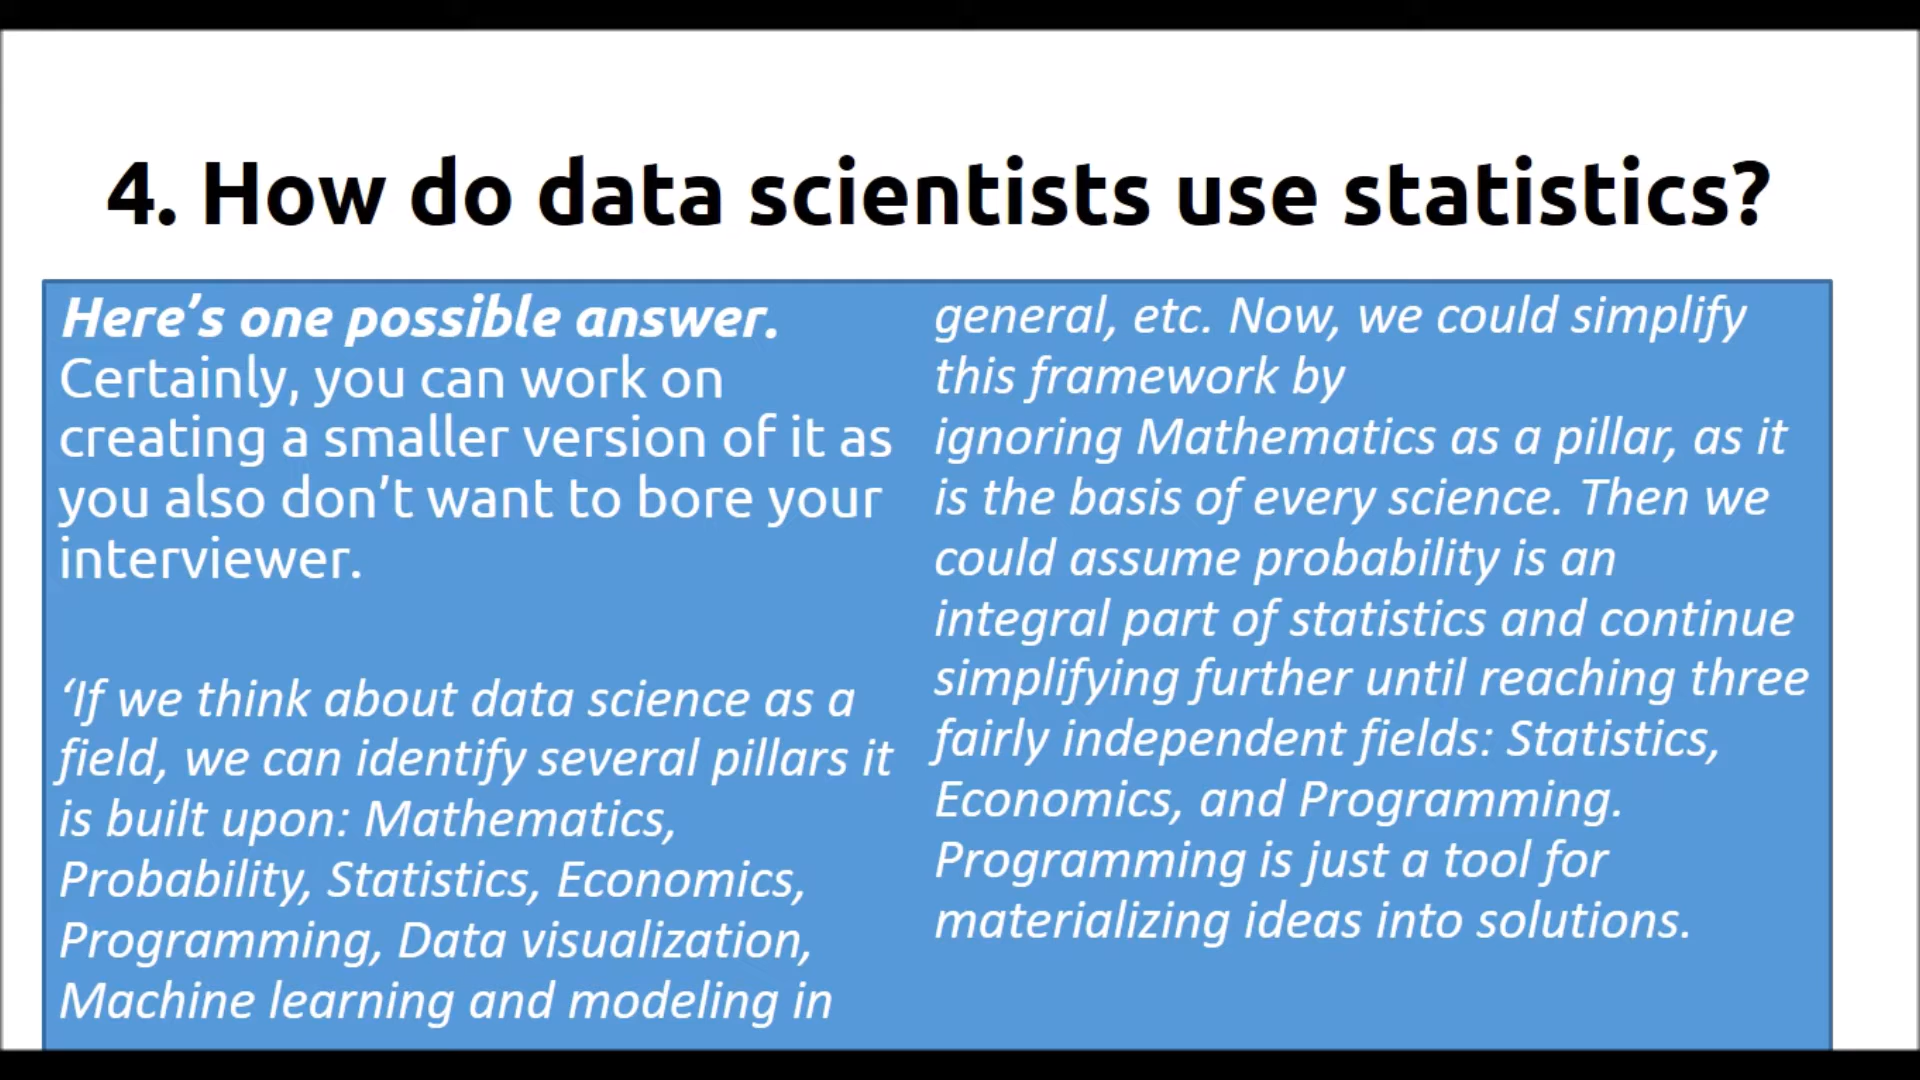 4. How do data scientists use statistics?
Here’s one possible answer.
Certainly, you can work on
creating a smaller version of it as
you also don’t want to bore your
interviewer.
‘If we think about data science as a
field, we can identify several pillars it
is built upon: Mathematics,
Probability, Statistics, Economics,
Programming, Data visualization,
Machine learning and modeling in
general, etc. Now, we could simplify
this framework by
ignoring Mathematics as a pillar, as it
is the basis of every science. Then we
could assume probability is an
integral part of statistics and continue
simplifying further until reaching three
fairly independent fields: Statistics,
Economics, and Programming.
Programming is just a tool for
materializing ideas into solutions.